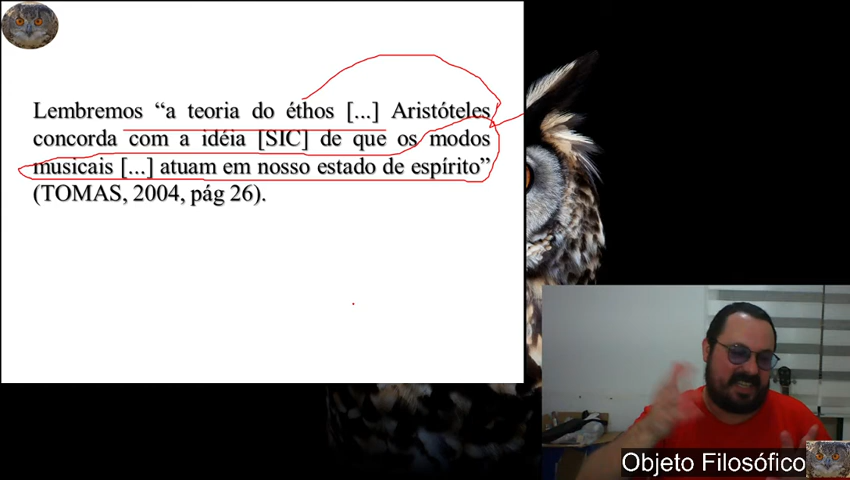 Lembremos “a teoria do éthos [...] Aristóteles
concorda com a idéia [SIC] de que os modos
musicais [...] atuam em nosso estado de espírito”
(TOMAS, 2004, pág 26).
Objeto Filosófico